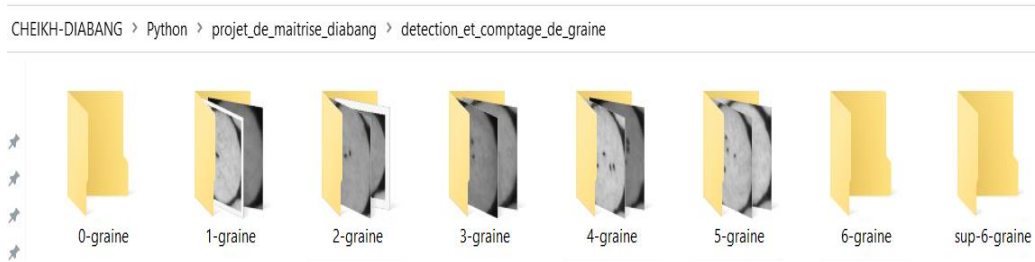 CHEIKH-DIABANG > Python > projet_de_maitrise_diabang > detection_et_comptage_de_graine
0-graine 1-graine 2-graine 3-graine 4-graine 5-graine 6-graine sup-6-graine